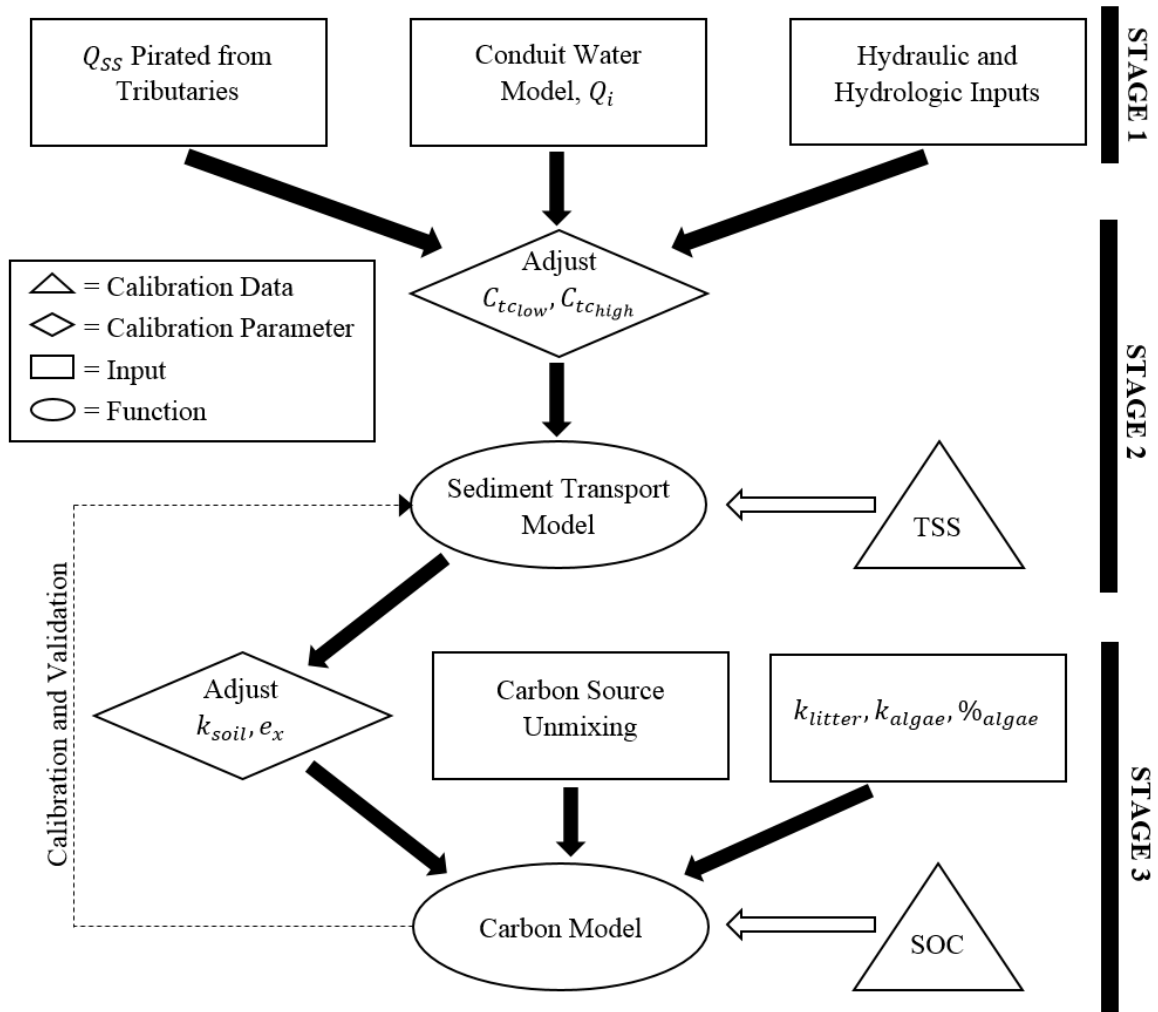 Q_SS Pirated from
Tributaries
Conduit Water
Model, Q_i
Hydraulic and
Hydrologic Inputs
STAGE 1
Adjust
C_tc_low, C_tc_high
= Calibration Data
= Calibration Parameter
= Input
= Function
STAGE 2
Sediment Transport
Model
TSS
Calibration and Validation
Adjust
k_soil, e_x
Carbon Source
Unmixing
k_litter, k_algae, %_algae
STAGE 3
Carbon Model
SOC